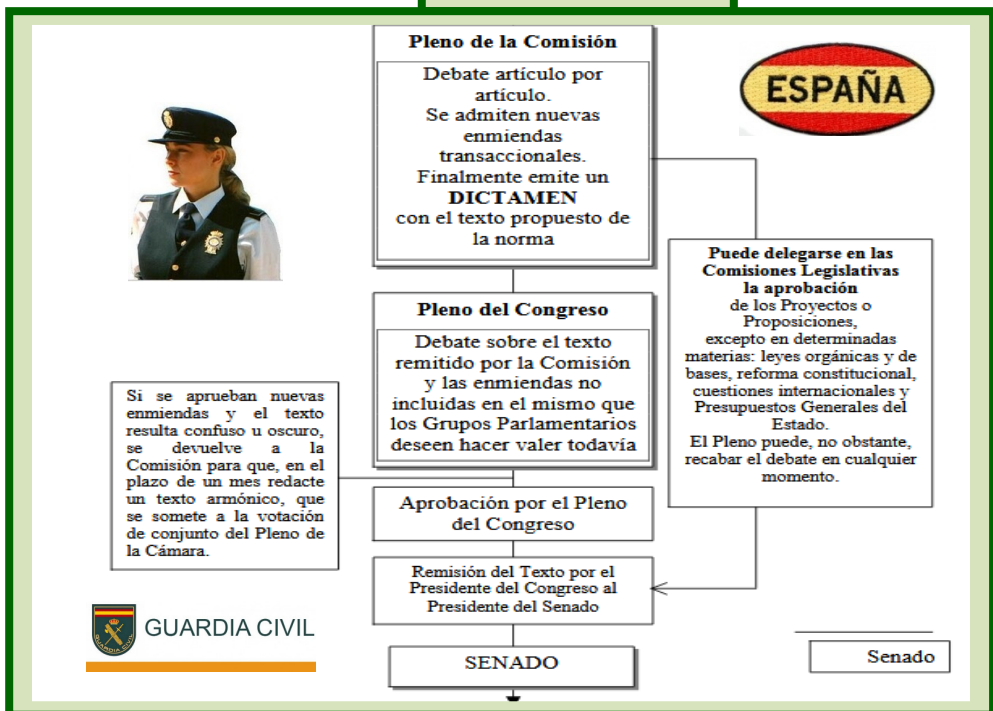 Pleno de la Comisión
Debate artículo por
artículo.
Se admiten nuevas
enmiendas
transaccionales.
Finalmente emite un
DICTAMEN
con el texto propuesto de
la norma
ESPAÑA
Puede delegarse en las
Comisiones Legislativas
la aprobación
de los Proyectos o
Proposiciones,
excepto en determinadas
materias: leyes orgánicas y de
bases, reforma constitucional,
cuestiones internacionales y
Presupuestos Generales del
Estado.
El Pleno puede, no obstante,
recabar el debate en cualquier
momento.
Pleno del Congreso
Debate sobre el texto
remitido por la Comisión
y las enmiendas no
incluidas en el mismo que
los Grupos Parlamentarios
deseen hacer valer todavía
Si se aprueban nuevas
enmiendas y el texto
resulta confuso u oscuro,
se devuelve a la
Comisión para que, en el
plazo de un mes redacte
un texto armónico, que
se somete a la votación
de conjunto del Pleno de
la Cámara.
Aprobación por el Pleno
del Congreso
Remisión del Texto por el
Presidente del Congreso al
Presidente del Senado
GUARDIA CIVIL
GUARDIA CIVIL
SENADO
Senado